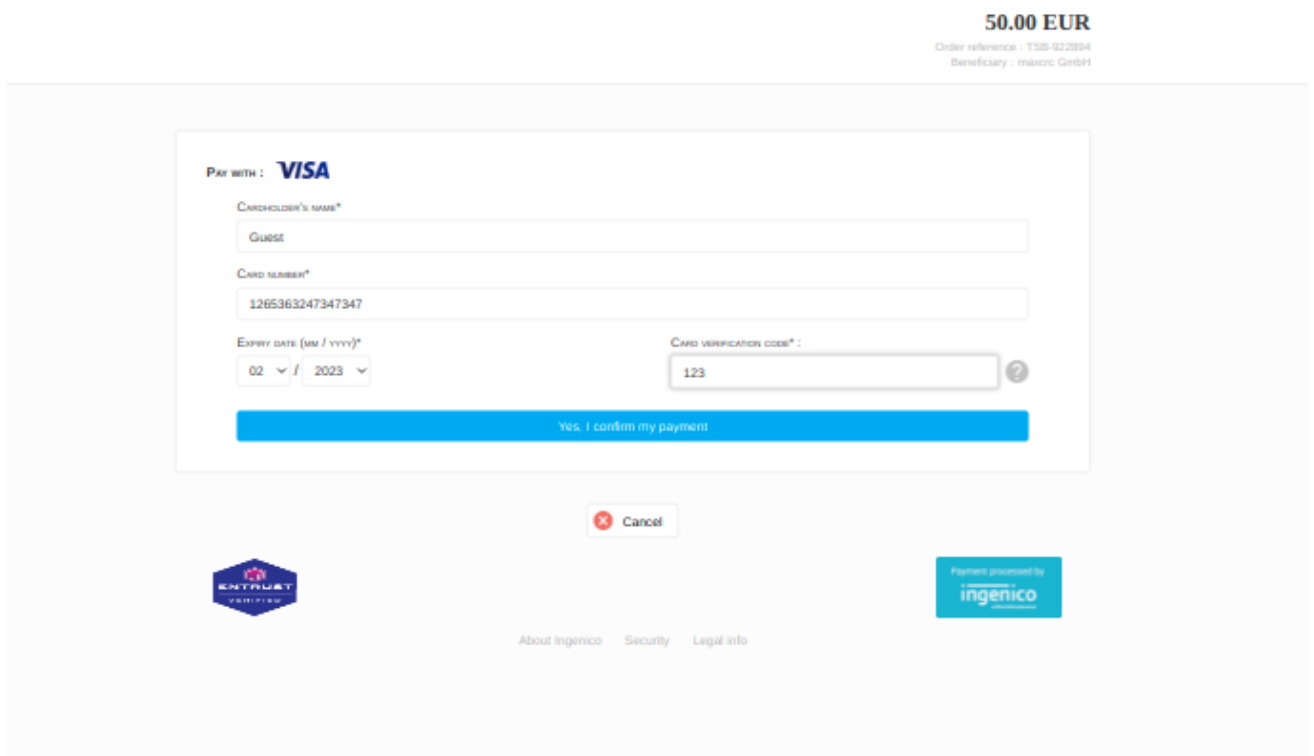 50.00 EUR
Order reference : TSB-922894
Beneficiary : maxcrc GmbH
Pay with : VISA
Cardholder's name*
Guest
Card number*
1265363247347347
Expiry date (mm / yyyy)*
Card verification code* :
02 / 2023
123
?
Yes, I confirm my payment
Cancel
ENTRUST
VERIFIED
Payment processed by
ingenico
About Ingenico Security Legal info